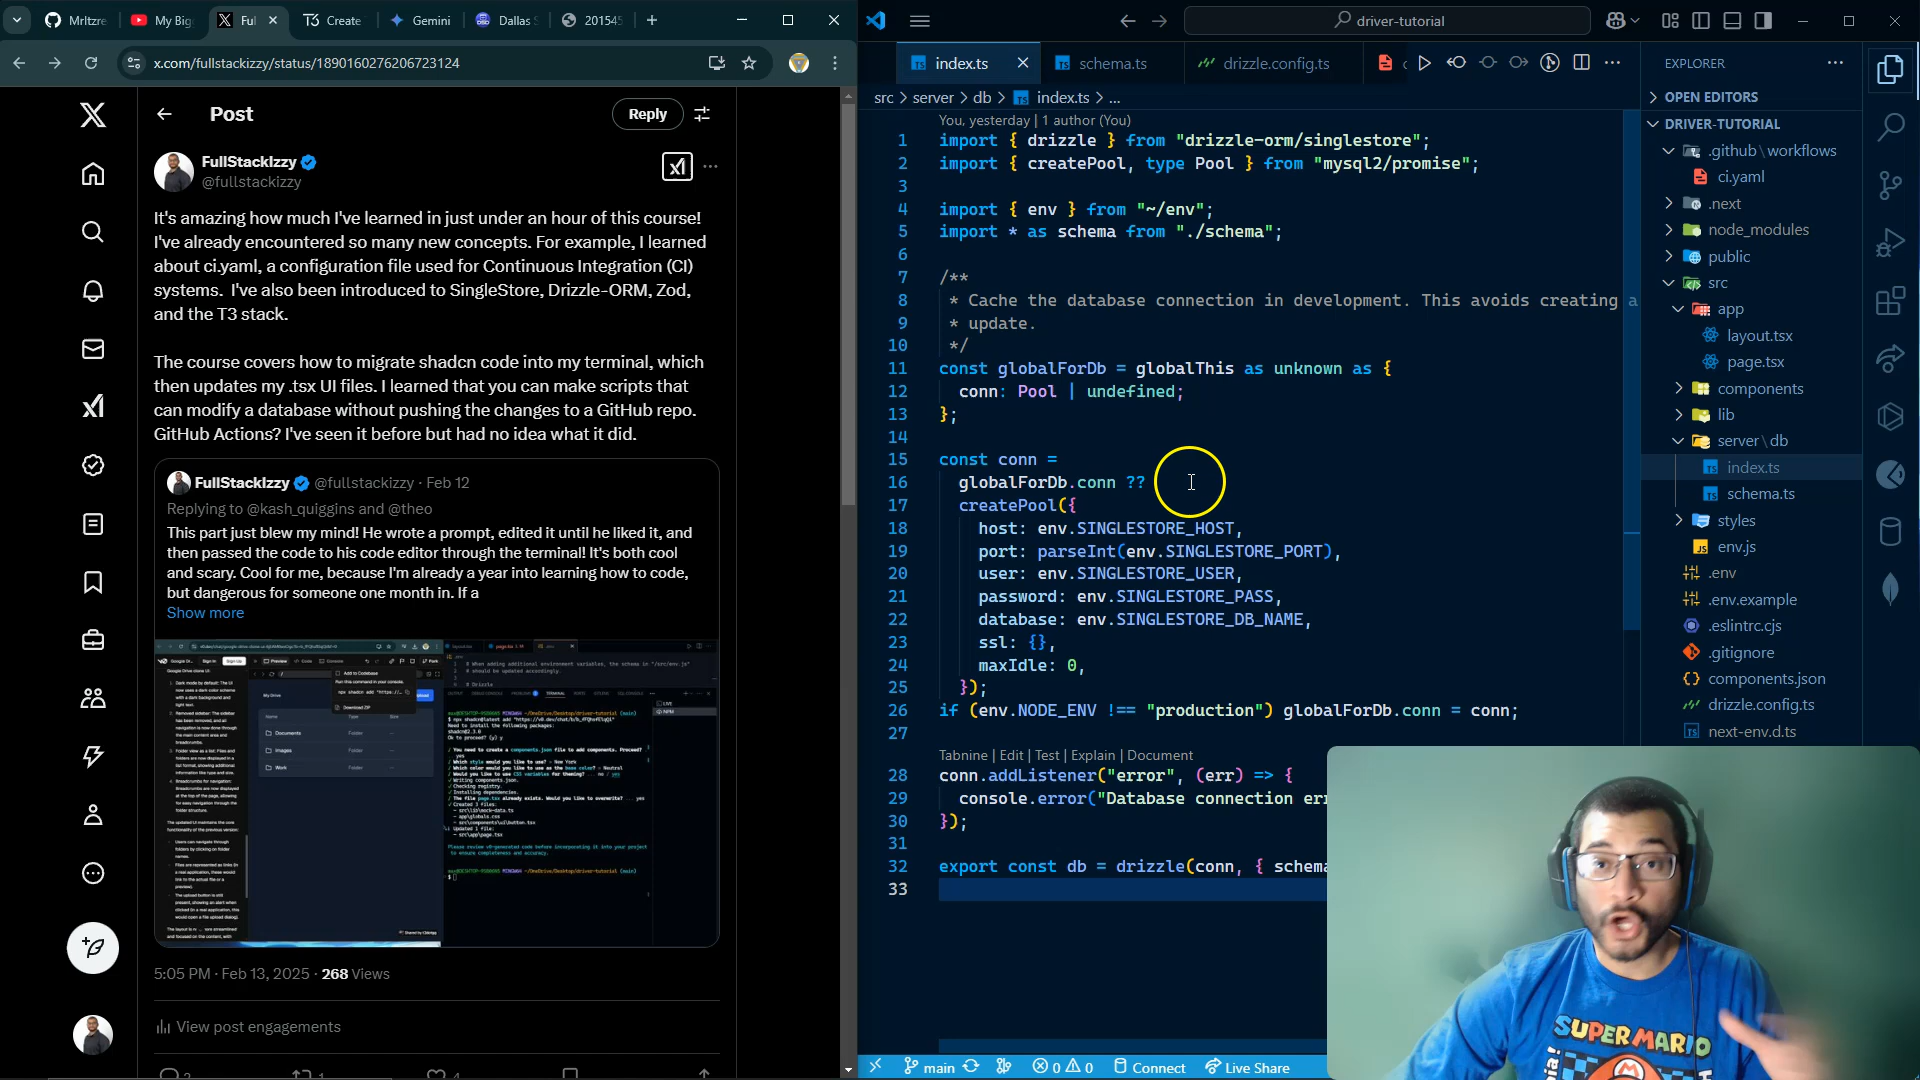 MrItzre
My Big
Ful
Create
Gemini
Dallas S
201545
x.com/fullstackizzy/status/1890160276206723124
Post
Reply
FullStackIzzy
@fullstackizzy
It's amazing how much I've learned in just under an hour of this course!
I've already encountered so many new concepts. For example, I learned
about ci.yaml, a configuration file used for Continuous Integration (CI)
systems. I've also been introduced to SingleStore, Drizzle-ORM, Zod,
and the T3 stack.
The course covers how to migrate shadcn code into my terminal, which
then updates my .tsx UI files. I learned that you can make scripts that
can modify a database without pushing the changes to a GitHub repo.
GitHub Actions? I've seen it before but had no idea what it did.
FullStackIzzy @fullstackizzy · Feb 12
Replying to @kash_quiggins and @theo
This part just blew my mind! He wrote a prompt, edited it until he liked it, and
then passed the code to his code editor through the terminal! It's both cool
and scary. Cool for me, because I'm already a year into learning how to code,
but dangerous for someone one month in. If a
Show more
5:05 PM · Feb 13, 2025 · 268 Views
View post engagements
driver-tutorial
index.ts
schema.ts
drizzle.config.ts
src > server > db > index.ts > ...
You, yesterday | 1 author (You)
1 import { drizzle } from "drizzle-orm/singlestore";
2 import { createPool, type Pool } from "mysql2/promise";
3
4 import { env } from "~/env";
5 import * as schema from "./schema";
6
7 /**
8 * Cache the database connection in development. This avoids creating a
9 * update.
10 */
11 const globalForDb = globalThis as unknown as {
12 conn: Pool | undefined;
13 };
14
15 const conn =
16 globalForDb.conn ??
17 createPool({
18 host: env.SINGLESTORE_HOST,
19 port: parseInt(env.SINGLESTORE_PORT),
20 user: env.SINGLESTORE_USER,
21 password: env.SINGLESTORE_PASS,
22 database: env.SINGLESTORE_DB_NAME,
23 ssl: {},
24 maxIdle: 0,
25 });
26 if (env.NODE_ENV !== "production") globalForDb.conn = conn;
27
Tabnine | Edit | Test | Explain | Document
28 conn.addListener("error", (err) => {
29 console.error("Database connection err
30 });
31
32 export const db = drizzle(conn, { schema
33
main
0
0
Connect
Live Share
EXPLORER
OPEN EDITORS
DRIVER-TUTORIAL
.github\workflows
ci.yaml
.next
node_modules
public
src
app
layout.tsx
page.tsx
components
lib
server\db
index.ts
schema.ts
styles
env.js
.env
.env.example
.eslintrc.cjs
.gitignore
components.json
drizzle.config.ts
next-env.d.ts
SUPER MARIO